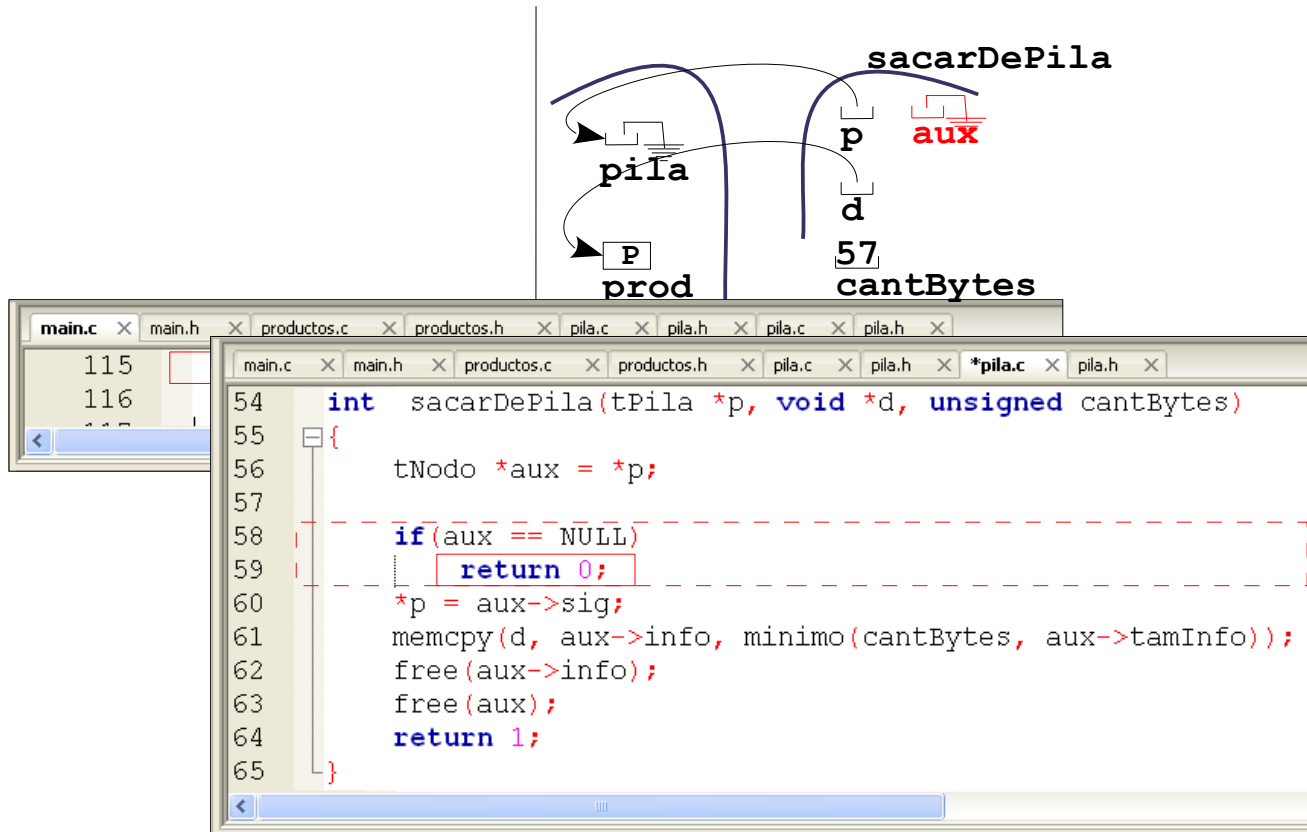 sacarDePila
p aux
pila
d
P 57
prod cantBytes
main.c main.h productos.c productos.h pila.c pila.h pila.c pila.h
115
116
main.c main.h productos.c productos.h pila.c pila.h *pila.c pila.h
54 int sacarDePila(tPila *p, void *d, unsigned cantBytes)
55 {
56 tNodo *aux = *p;
57
58 if(aux == NULL)
59 return 0;
60 *p = aux->sig;
61 memcpy(d, aux->info, minimo(cantBytes, aux->tamInfo));
62 free(aux->info);
63 free(aux);
64 return 1;
65 }